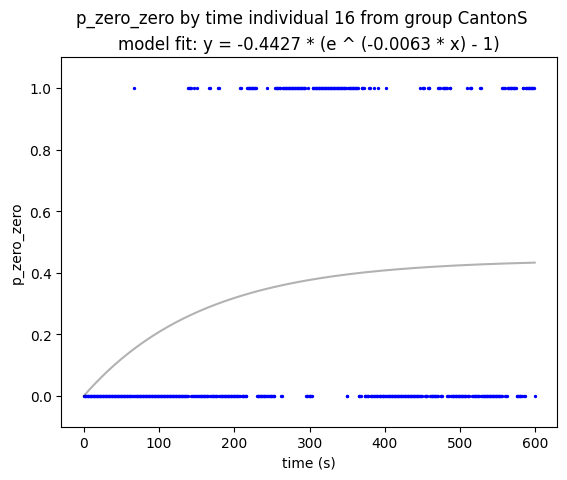 p_zero_zero by time individual 16 from group CantonS
model fit: y = -0.4427 * (e ^ (-0.0063 * x) - 1)
1.0
0.8
0.6
0.4
0.2
0.0
p_zero_zero
0 100 200 300 400 500 600
time (s)